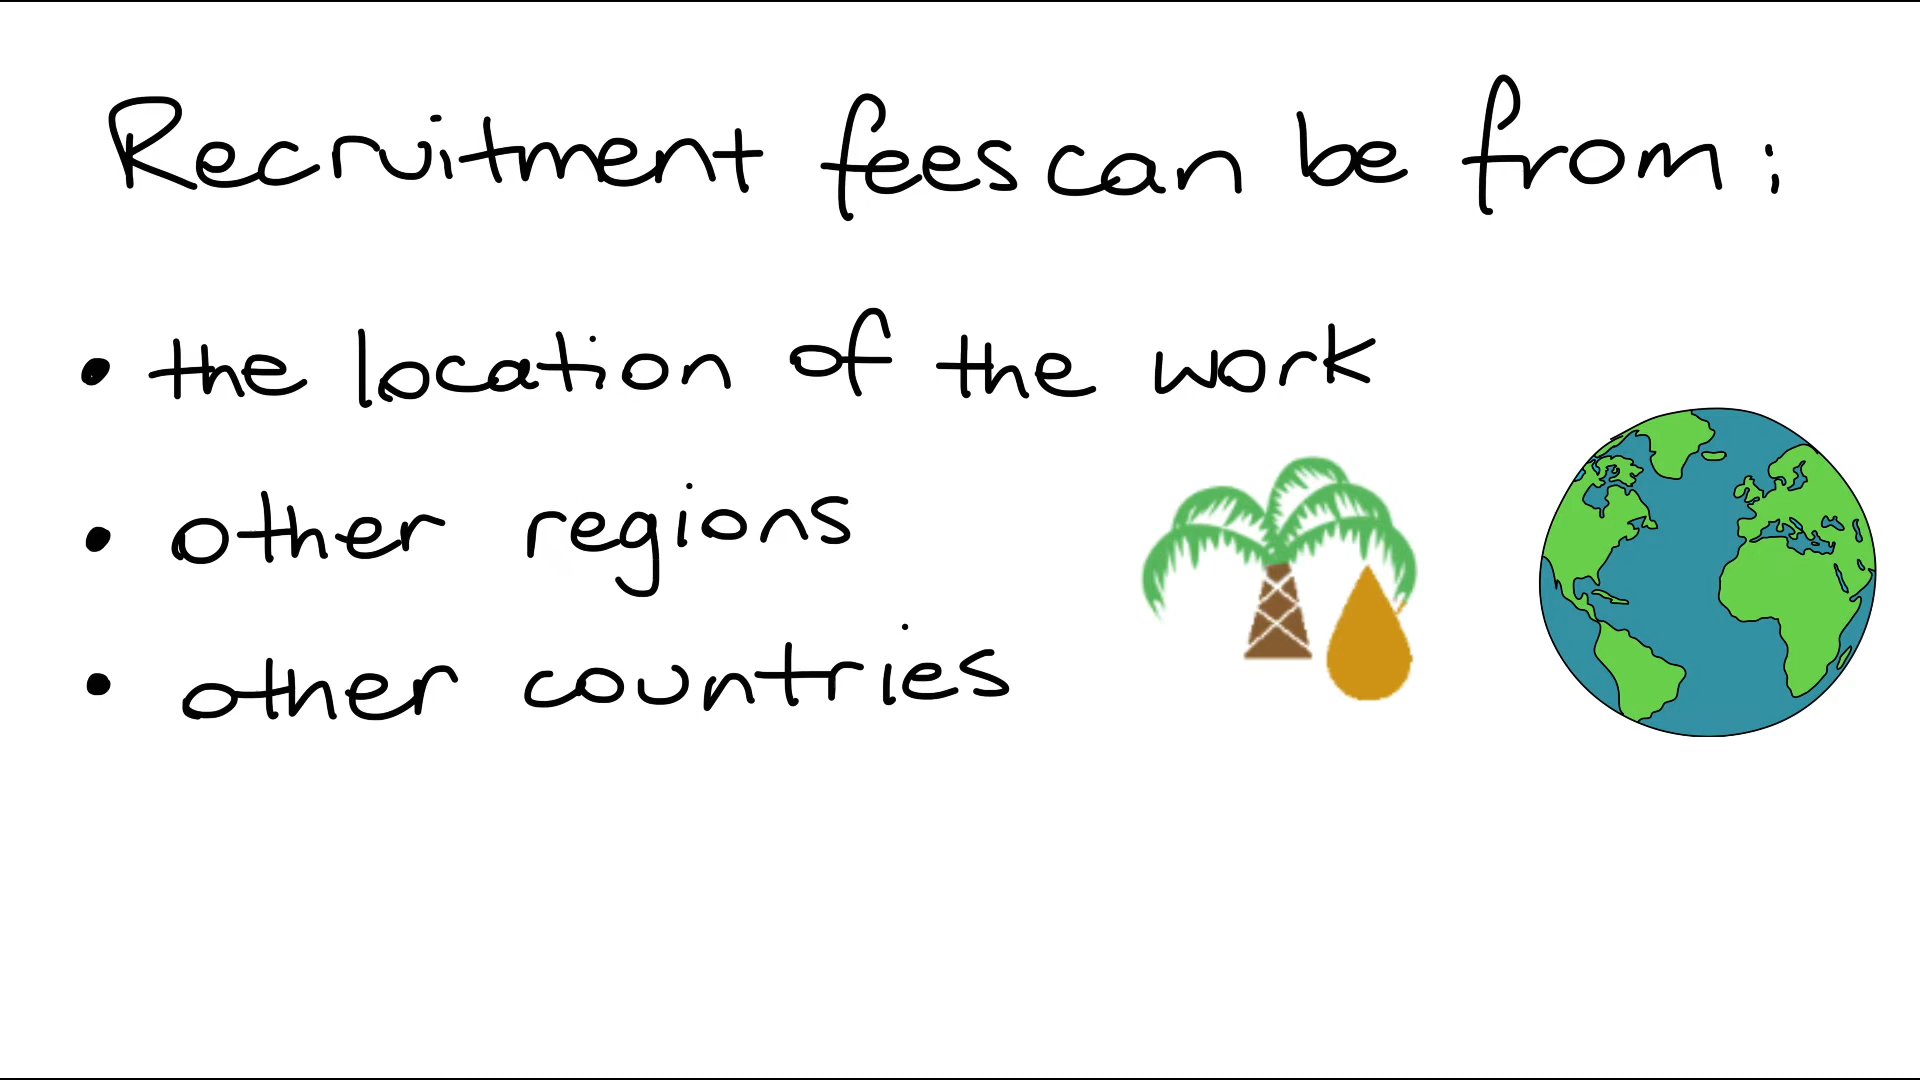 Recruitment fees can be from:
• the location of the work
• other regions
• other countries